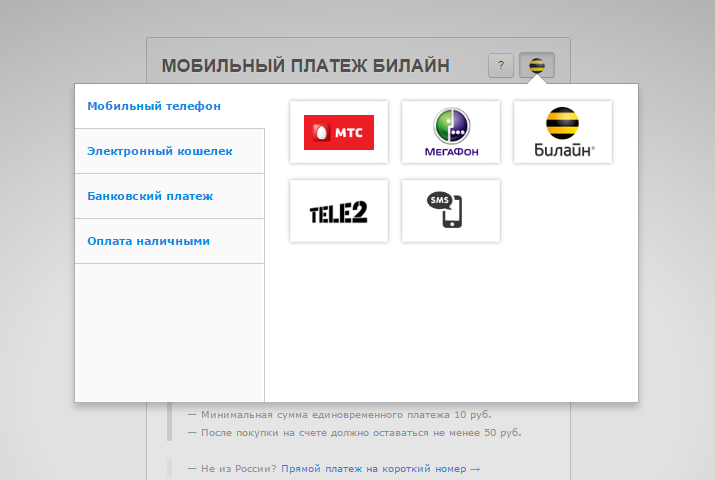 МОБИЛЬНЫЙ ПЛАТЕЖ БИЛАЙН
?
Мобильный телефон
Электронный кошелек
Банковский платеж
Оплата наличными
МТС
МЕГАФОН
Билайн®
TELE2
SMS
— Минимальная сумма единовременного платежа 10 руб.
— После покупки на счете должно оставаться не менее 50 руб.
— Не из России? Прямой платеж на короткий номер →